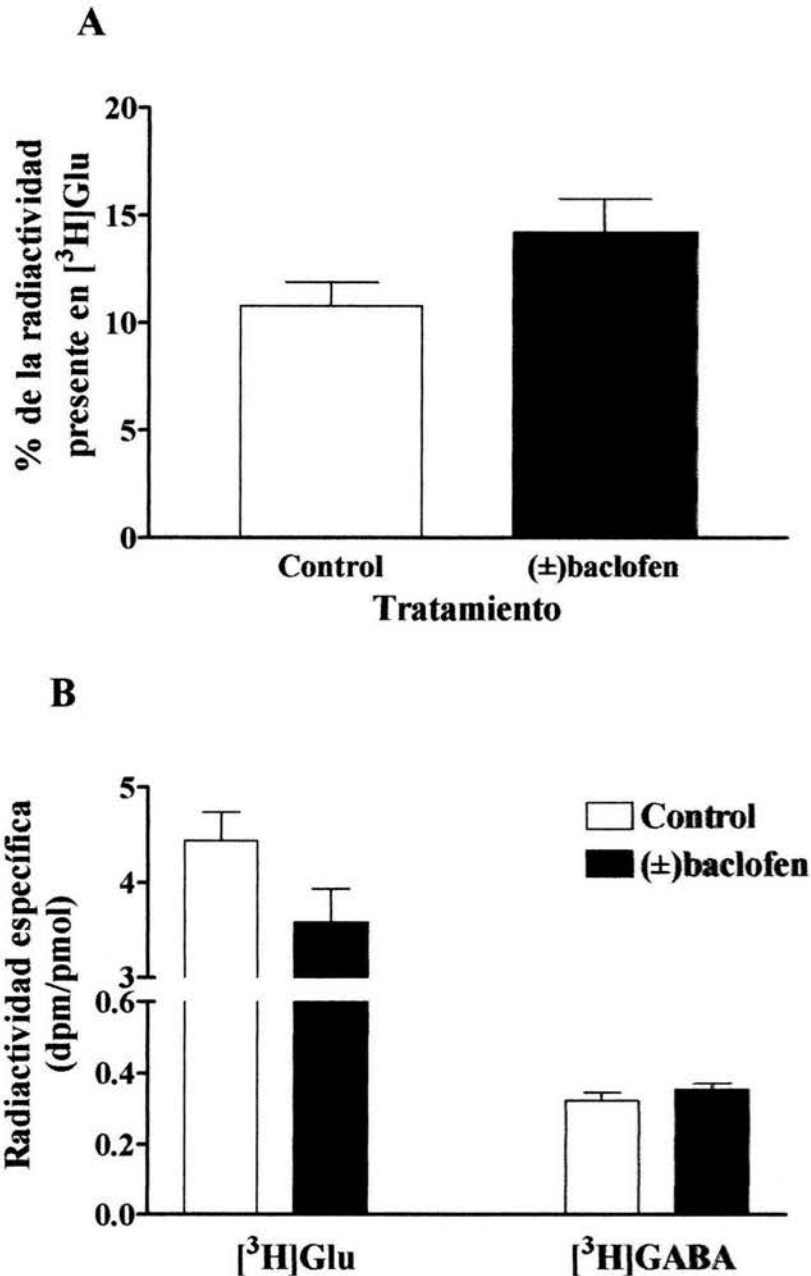 A
% de la radiactividad
presente en [³H]Glu
20
15
10
5
0
Control
(±)baclofen
Tratamiento
B
Radiactividad específica
(dpm/pmol)
5
4
3
0.6
0.4
0.2
0.0
Control
(±)baclofen
[³H]Glu
[³H]GABA